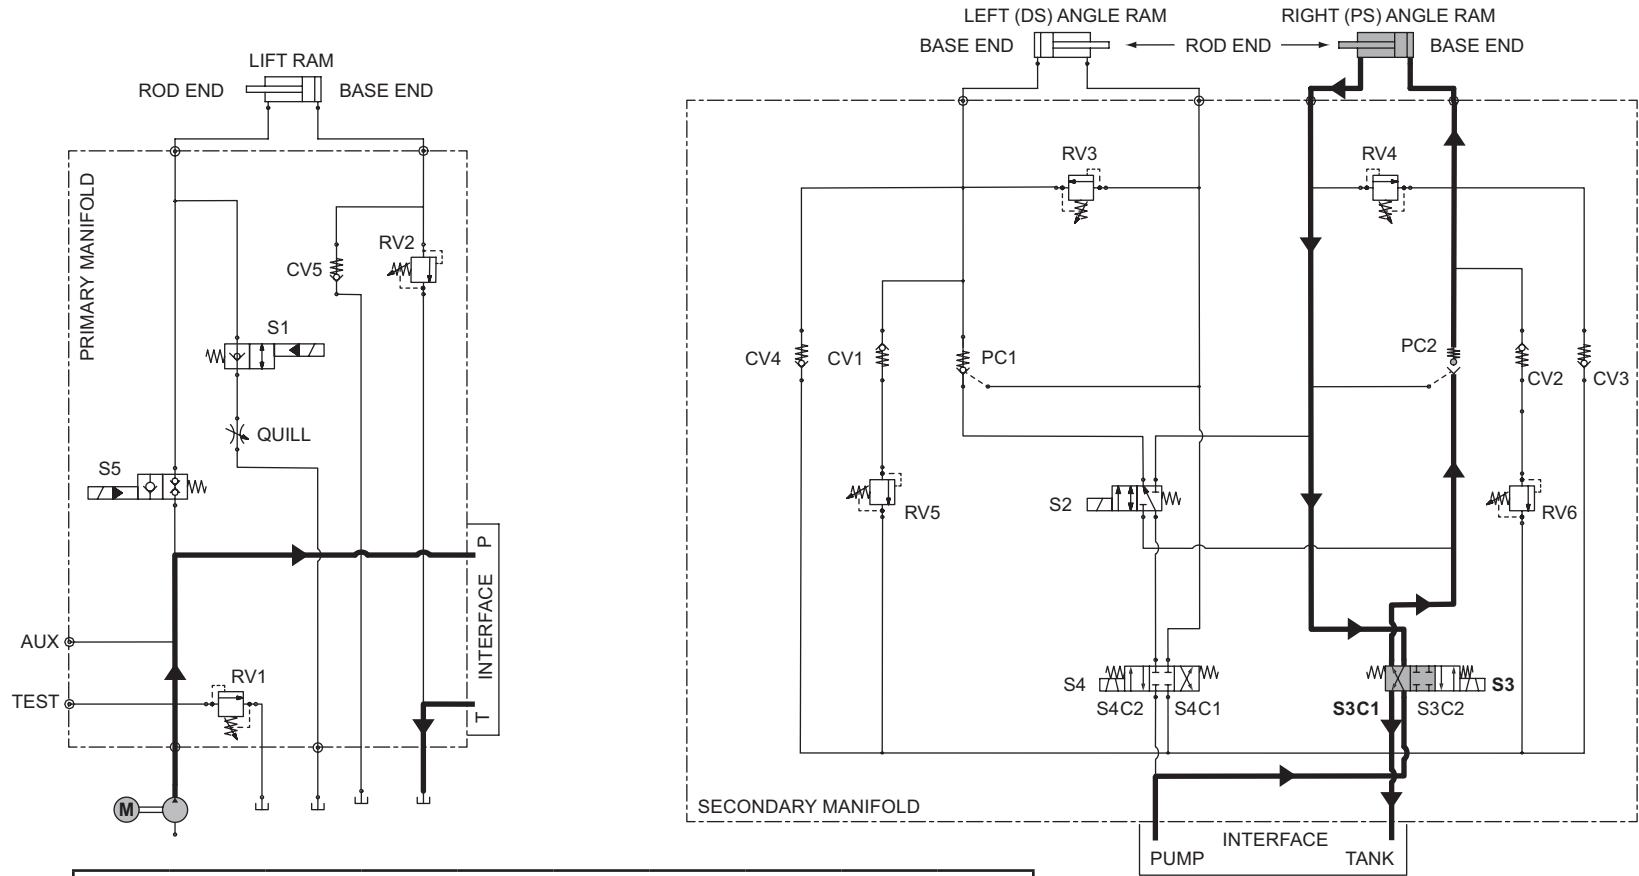 LEFT (DS) ANGLE RAM
RIGHT (PS) ANGLE RAM
BASE END
ROD END
BASE END
LIFT RAM
ROD END
BASE END
PRIMARY MANIFOLD
RV2
CV5
S1
QUILL
S5
P
INTERFACE
T
AUX
TEST
RV1
M
RV3
RV4
CV4
CV1
PC1
PC2
CV2
CV3
RV5
S2
RV6
S4
S4C2
S4C1
S3C1
S3C2
S3
SECONDARY MANIFOLD
INTERFACE
PUMP
TANK